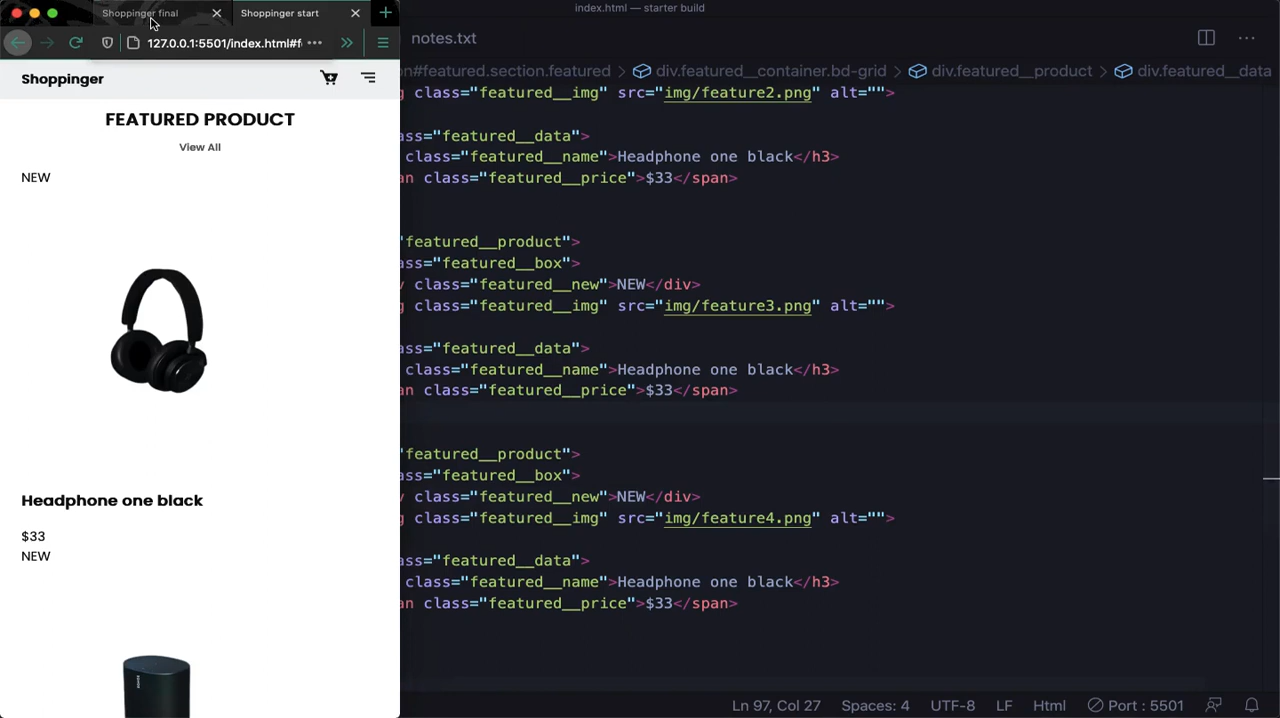 Shoppinger final
Shoppinger start
127.0.0.1:5501/index.html#f
Shoppinger
FEATURED PRODUCT
View All
NEW
Headphone one black
$33
NEW
index.html — starter build
notes.txt
on#featured.section.featured > div.featured__container.bd-grid > div.featured__product > div.featured__data
g class="featured__img" src="img/feature2.png" alt="">
ass="featured__data">
class="featured__name">Headphone one black</h3>
an class="featured__price">$33</span>
"featured__product">
ass="featured__box">
v class="featured__new">NEW</div>
g class="featured__img" src="img/feature3.png" alt="">
ass="featured__data">
class="featured__name">Headphone one black</h3>
an class="featured__price">$33</span>
"featured__product">
ass="featured__box">
v class="featured__new">NEW</div>
g class="featured__img" src="img/feature4.png" alt="">
ass="featured__data">
class="featured__name">Headphone one black</h3>
an class="featured__price">$33</span>
Ln 97, Col 27 Spaces: 4 UTF-8 LF Html Port : 5501